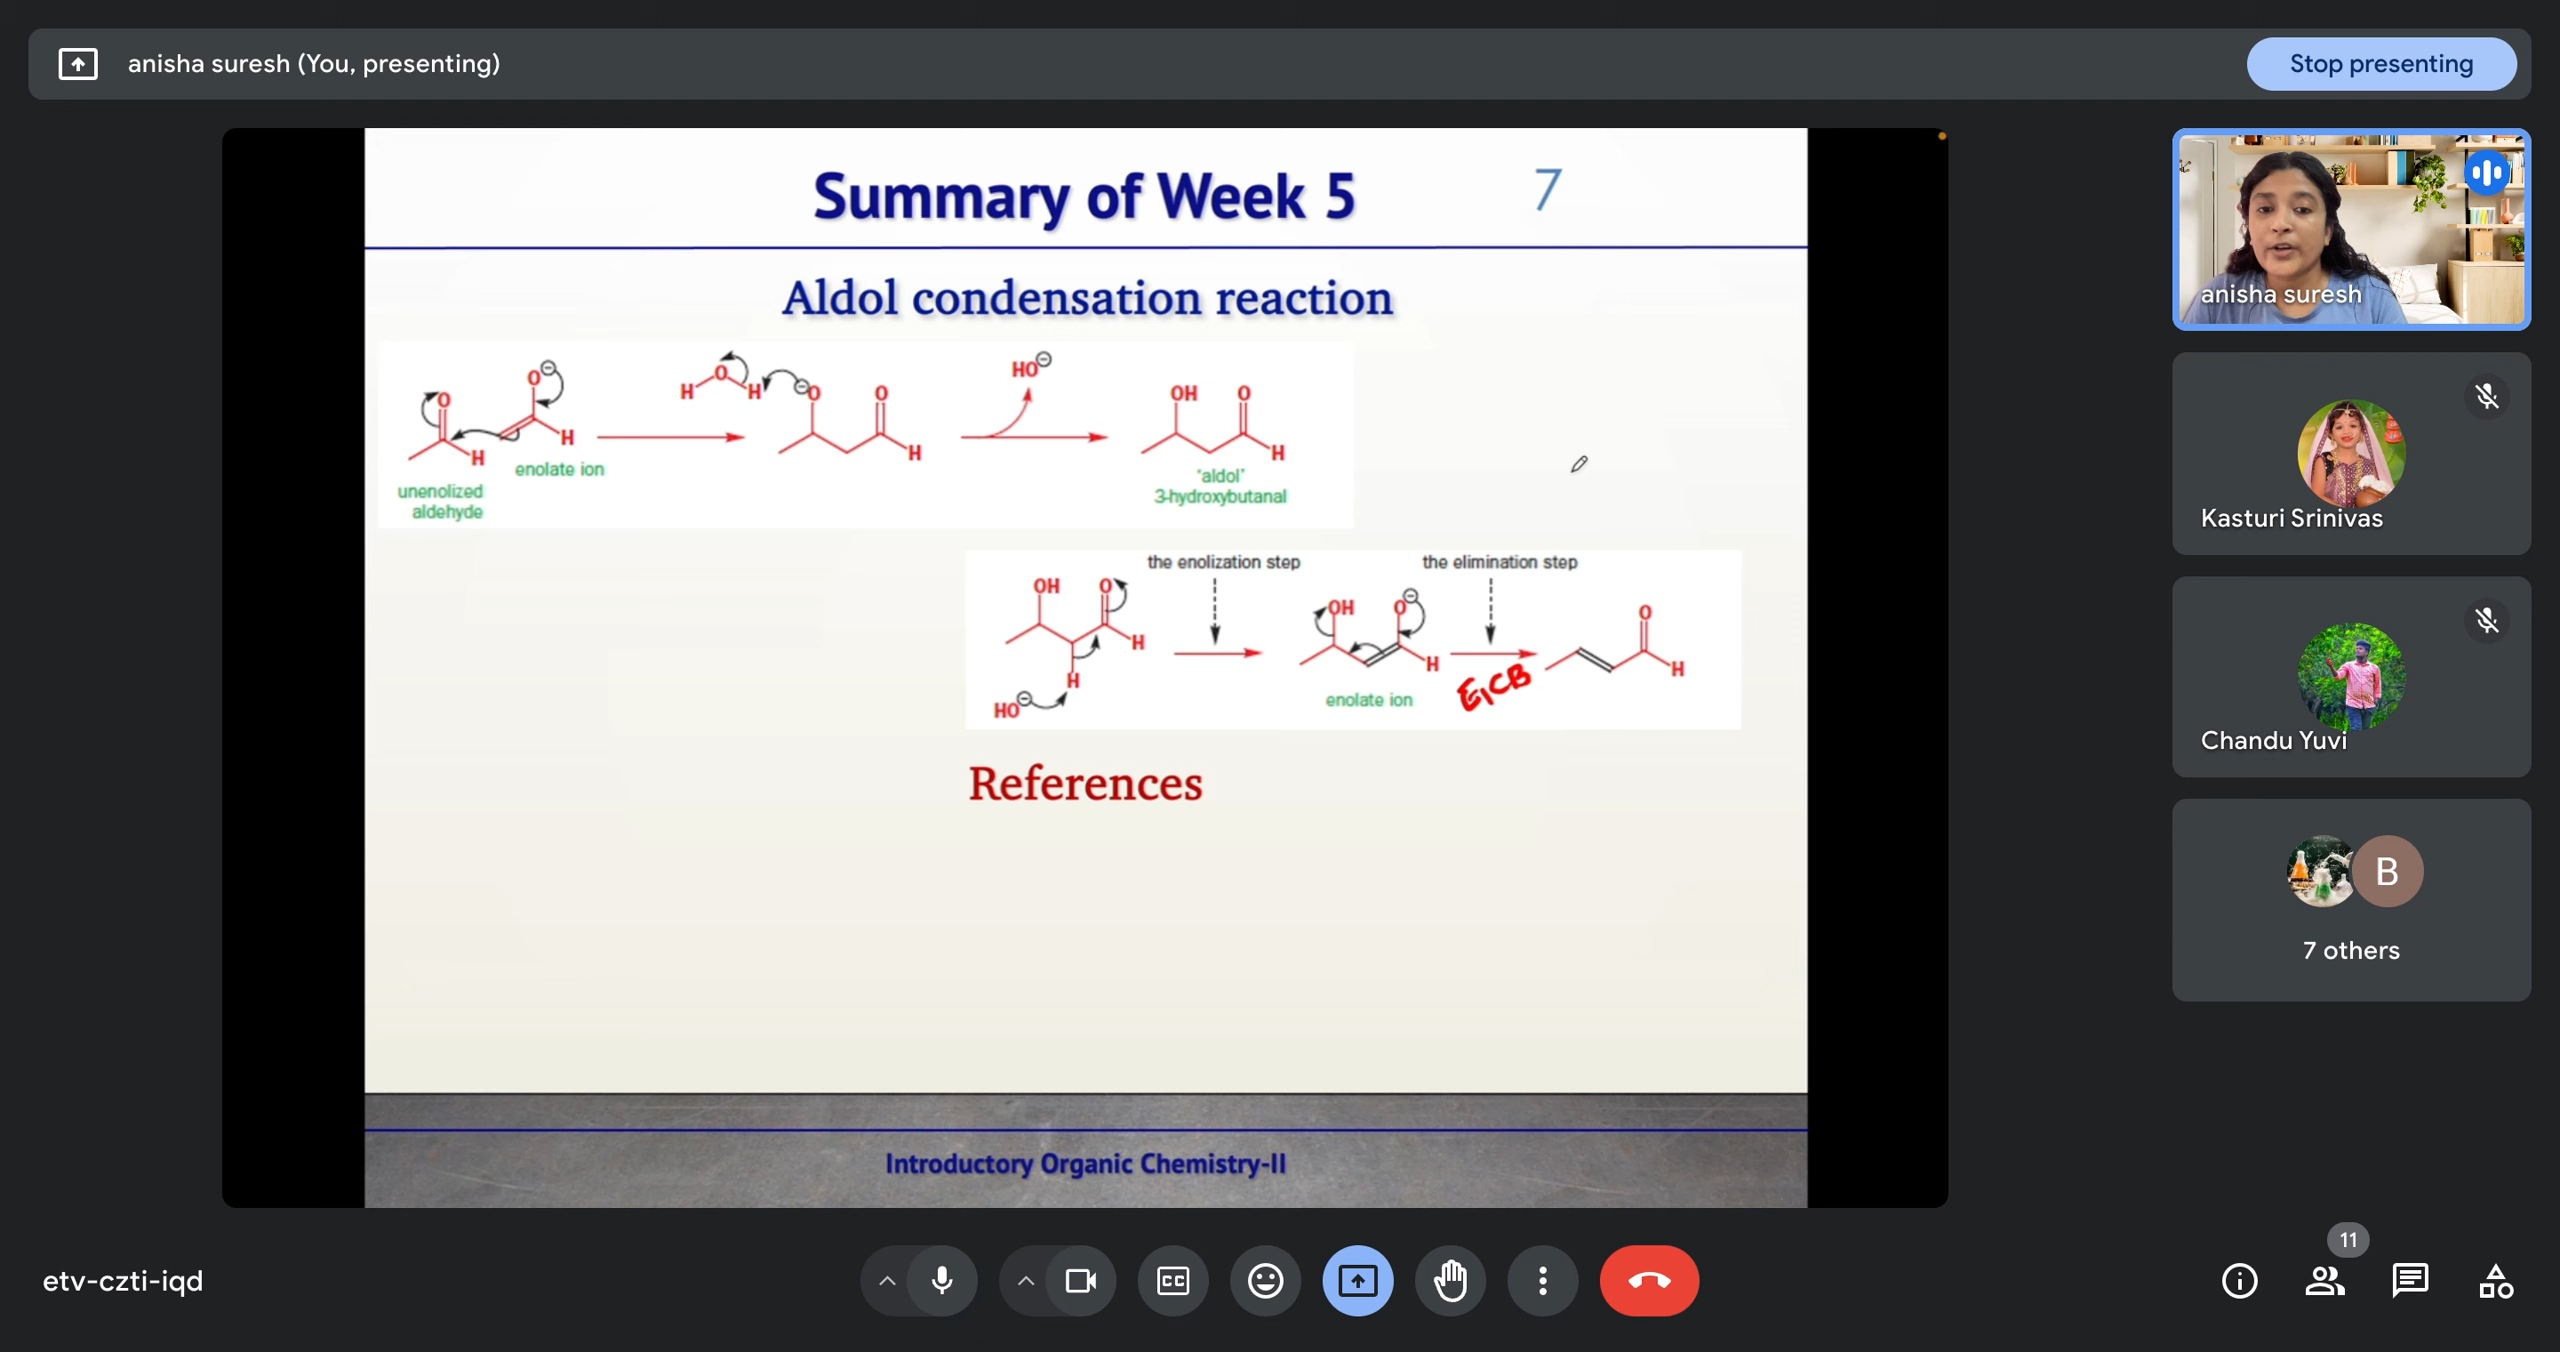 anisha suresh (You, presenting)
Stop presenting
Summary of Week 5
7
Aldol condensation reaction
O
H
O⊖
H
enolate ion
unenolized
aldehyde
H O H
⊖O O
H
HO⊖
OH O
H
'aldol'
3-hydroxybutanal
the enolization step
the elimination step
OH O
H
H
HO⊖
OH O⊖
H
enolate ion
E1CB
O
H
References
Introductory Organic Chemistry-II
anisha suresh
Kasturi Srinivas
Chandu Yuvi
B
7 others
etv-czti-iqd
CC
11